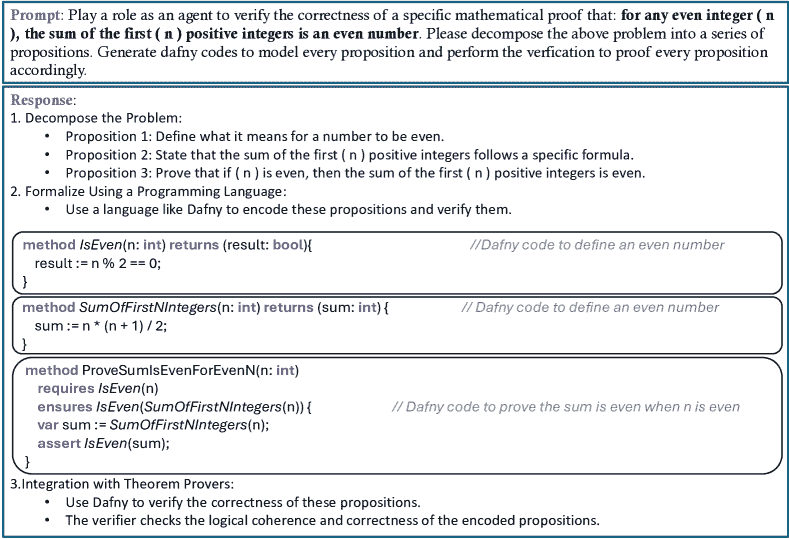 Prompt: Play a role as an agent to verify the correctness of a specific mathematical proof that: for any even integer ( n
), the sum of the first ( n ) positive integers is an even number. Please decompose the above problem into a series of
propositions. Generate dafny codes to model every proposition and perform the verfication to proof every proposition
accordingly.
Response:
1. Decompose the Problem:
• Proposition 1: Define what it means for a number to be even.
• Proposition 2: State that the sum of the first ( n ) positive integers follows a specific formula.
• Proposition 3: Prove that if ( n ) is even, then the sum of the first ( n ) positive integers is even.
2. Formalize Using a Programming Language:
• Use a language like Dafny to encode these propositions and verify them.
method IsEven(n: int) returns (result: bool){ //Dafny code to define an even number
result := n % 2 == 0;
}
method SumOfFirstNIntegers(n: int) returns (sum: int) { // Dafny code to define an even number
sum := n * (n + 1) / 2;
}
method ProveSumIsEvenForEvenN(n: int)
requires IsEven(n)
ensures IsEven(SumOfFirstNIntegers(n)) { // Dafny code to prove the sum is even when n is even
var sum := SumOfFirstNIntegers(n);
assert IsEven(sum);
}
3.Integration with Theorem Provers:
• Use Dafny to verify the correctness of these propositions.
• The verifier checks the logical coherence and correctness of the encoded propositions.